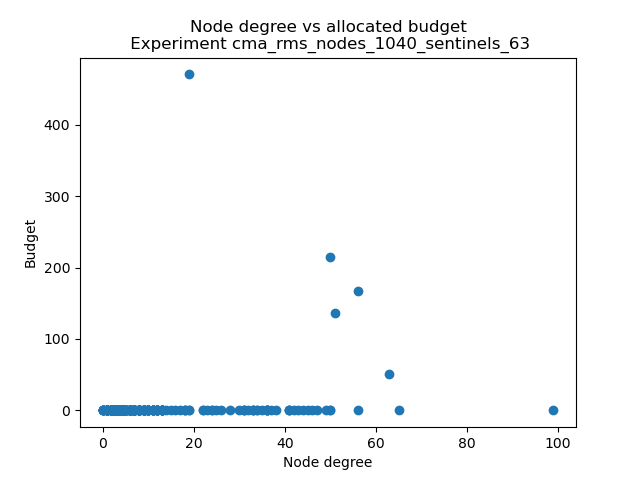 Node degree vs allocated budget
Experiment cma_rms_nodes_1040_sentinels_63
400
300
200
100
0
Budget
0 20 40 60 80 100
Node degree